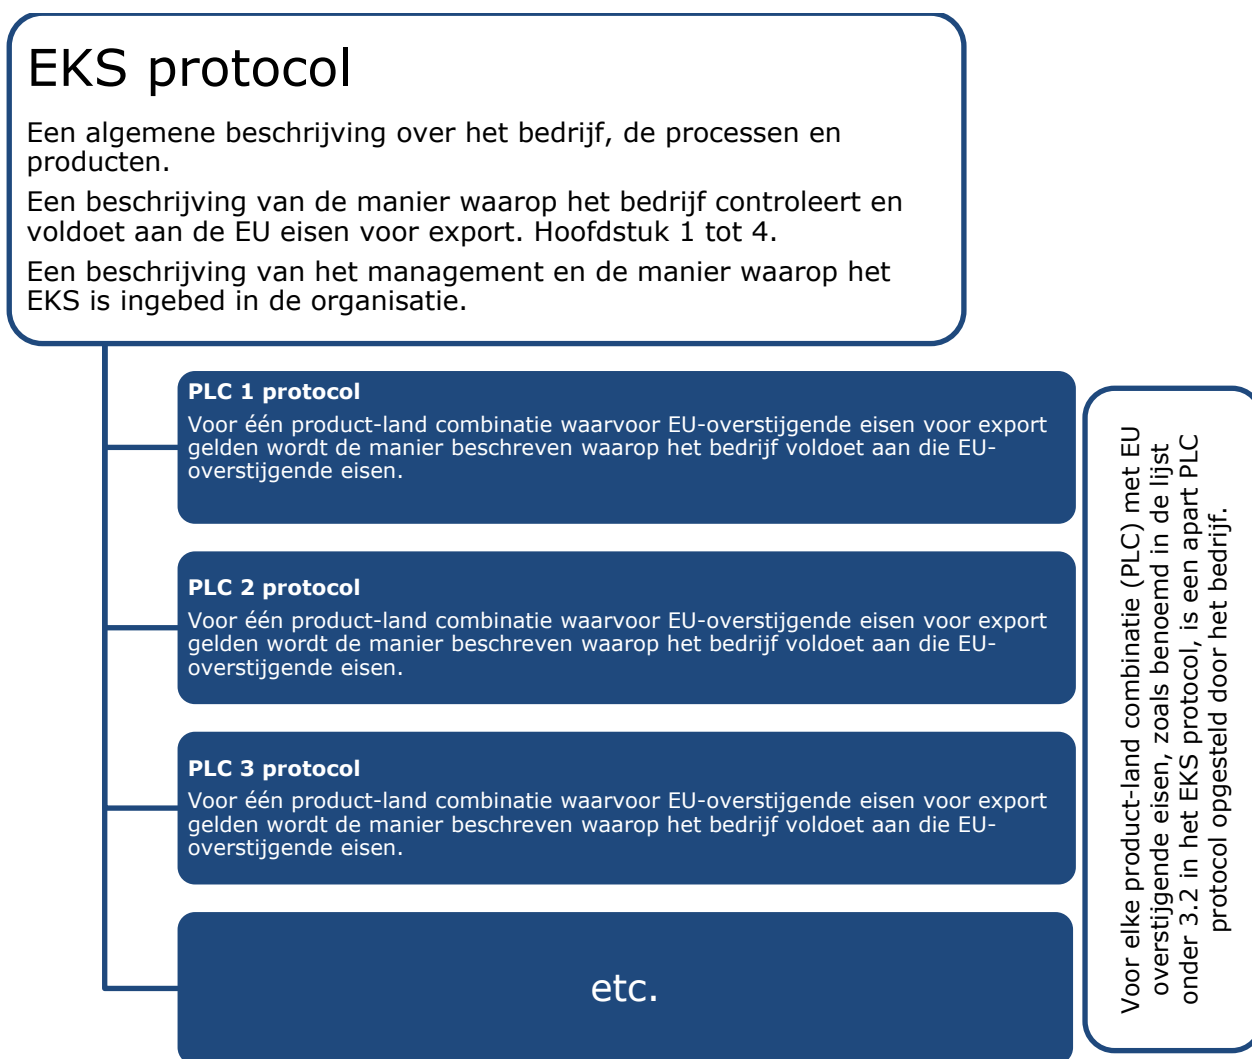 EKS protocol
Een algemene beschrijving over het bedrijf, de processen en
producten.
Een beschrijving van de manier waarop het bedrijf controleert en
voldoet aan de EU eisen voor export. Hoofdstuk 1 tot 4.
Een beschrijving van het management en de manier waarop het
EKS is ingebed in de organisatie.
PLC 1 protocol
Voor één product-land combinatie waarvoor EU-overstijgende eisen voor export
gelden wordt de manier beschreven waarop het bedrijf voldoet aan die EU-
overstijgende eisen.
PLC 2 protocol
Voor één product-land combinatie waarvoor EU-overstijgende eisen voor export
gelden wordt de manier beschreven waarop het bedrijf voldoet aan die EU-
overstijgende eisen.
PLC 3 protocol
Voor één product-land combinatie waarvoor EU-overstijgende eisen voor export
gelden wordt de manier beschreven waarop het bedrijf voldoet aan die EU-
overstijgende eisen.
etc.
Voor elke product-land combinatie (PLC) met EU
overstijgende eisen, zoals benoemd in de lijst
onder 3.2 in het EKS protocol, is een apart PLC
protocol opgesteld door het bedrijf.